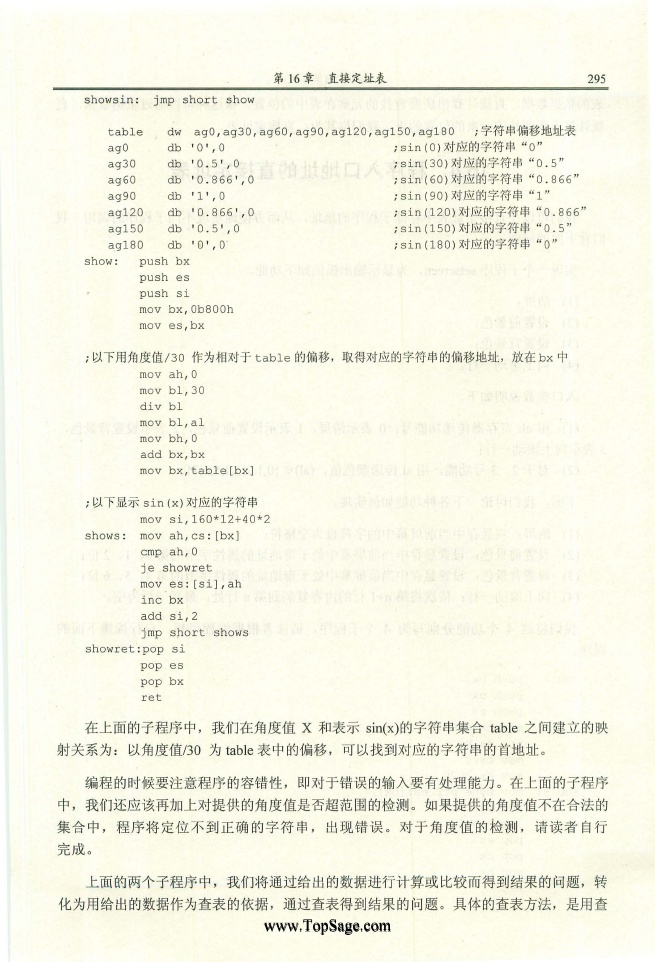 第 16 章　直接定址表 295
showsin: jmp short show
table dw ag0,ag30,ag60,ag90,ag120,ag150,ag180 ;字符串偏移地址表
ag0 db '0',0 ;sin(0)对应的字符串“0”
ag30 db '0.5',0 ;sin(30)对应的字符串“0.5”
ag60 db '0.866',0 ;sin(60)对应的字符串“0.866”
ag90 db '1',0 ;sin(90)对应的字符串“1”
ag120 db '0.866',0 ;sin(120)对应的字符串“0.866”
ag150 db '0.5',0 ;sin(150)对应的字符串“0.5”
ag180 db '0',0 ;sin(180)对应的字符串“0”
show: push bx
push es
push si
mov bx,0b800h
mov es,bx
;以下用角度值/30 作为相对于 table 的偏移，取得对应的字符串的偏移地址，放在 bx 中
mov ah,0
mov bl,30
div bl
mov bl,al
mov bh,0
add bx,bx
mov bx,table[bx]
;以下显示 sin(x)对应的字符串
mov si,160*12+40*2
shows: mov ah,cs:[bx]
cmp ah,0
je showret
mov es:[si],ah
inc bx
add si,2
jmp short shows
showret:pop si
pop es
pop bx
ret
在上面的子程序中，我们在角度值 X 和表示 sin(x)的字符串集合 table 之间建立的映
射关系为：以角度值/30 为 table 表中的偏移，可以找到对应的字符串的首地址。
编程的时候要注意程序的容错性，即对于错误的输入要有处理能力。在上面的子程序
中，我们还应该再加上对提供的角度值是否超范围的检测。如果提供的角度值不在合法的
集合中，程序将定位不到正确的字符串，出现错误。对于角度值的检测，请读者自行
完成。
上面的两个子程序中，我们将通过给出的数据进行计算或比较而得到结果的问题，转
化为用给出的数据作为查表的依据，通过查表得到结果的问题。具体的查表方法，是用查
www.TopSage.com